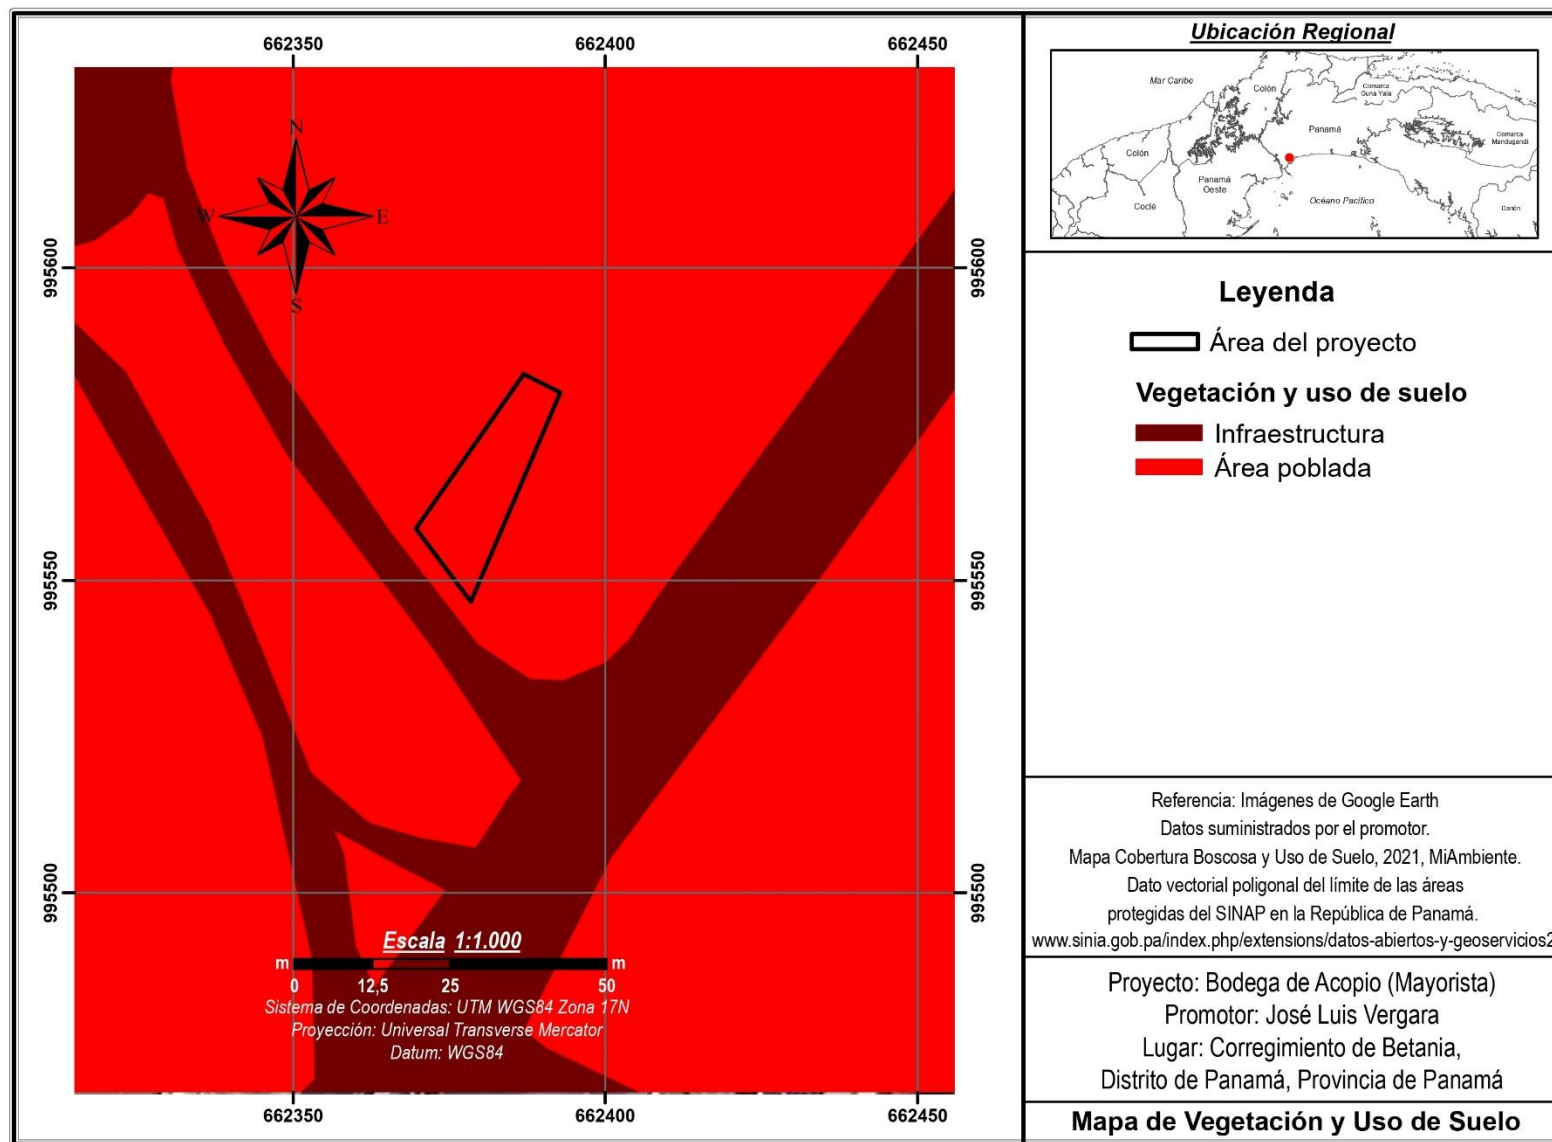 662350
662400
662450
995600
995600
N
W
E
S
995550
995550
995500
995500
Escala 1:1.000
m
m
0
12,5
25
50
Sistema de Coordenadas: UTM WGS84 Zona 17N
Proyección: Universal Transverse Mercator
Datum: WGS84
662350
662400
662450
Ubicación Regional
Mar Caribe
Colón
Comarca
Guna Yala
Panamá
Comarca
Madugandí
Colón
Panamá
Oeste
Coclé
Océano Pacífico
Darién
Leyenda
Área del proyecto
Vegetación y uso de suelo
Infraestructura
Área poblada
Referencia: Imágenes de Google Earth
Datos suministrados por el promotor.
Mapa Cobertura Boscosa y Uso de Suelo, 2021, MiAmbiente.
Dato vectorial poligonal del límite de las áreas
protegidas del SINAP en la República de Panamá.
www.sinia.gob.pa/index.php/extensions/datos-abiertos-y-geoservicios2
Proyecto: Bodega de Acopio (Mayorista)
Promotor: José Luis Vergara
Lugar: Corregimiento de Betania,
Distrito de Panamá, Provincia de Panamá
Mapa de Vegetación y Uso de Suelo